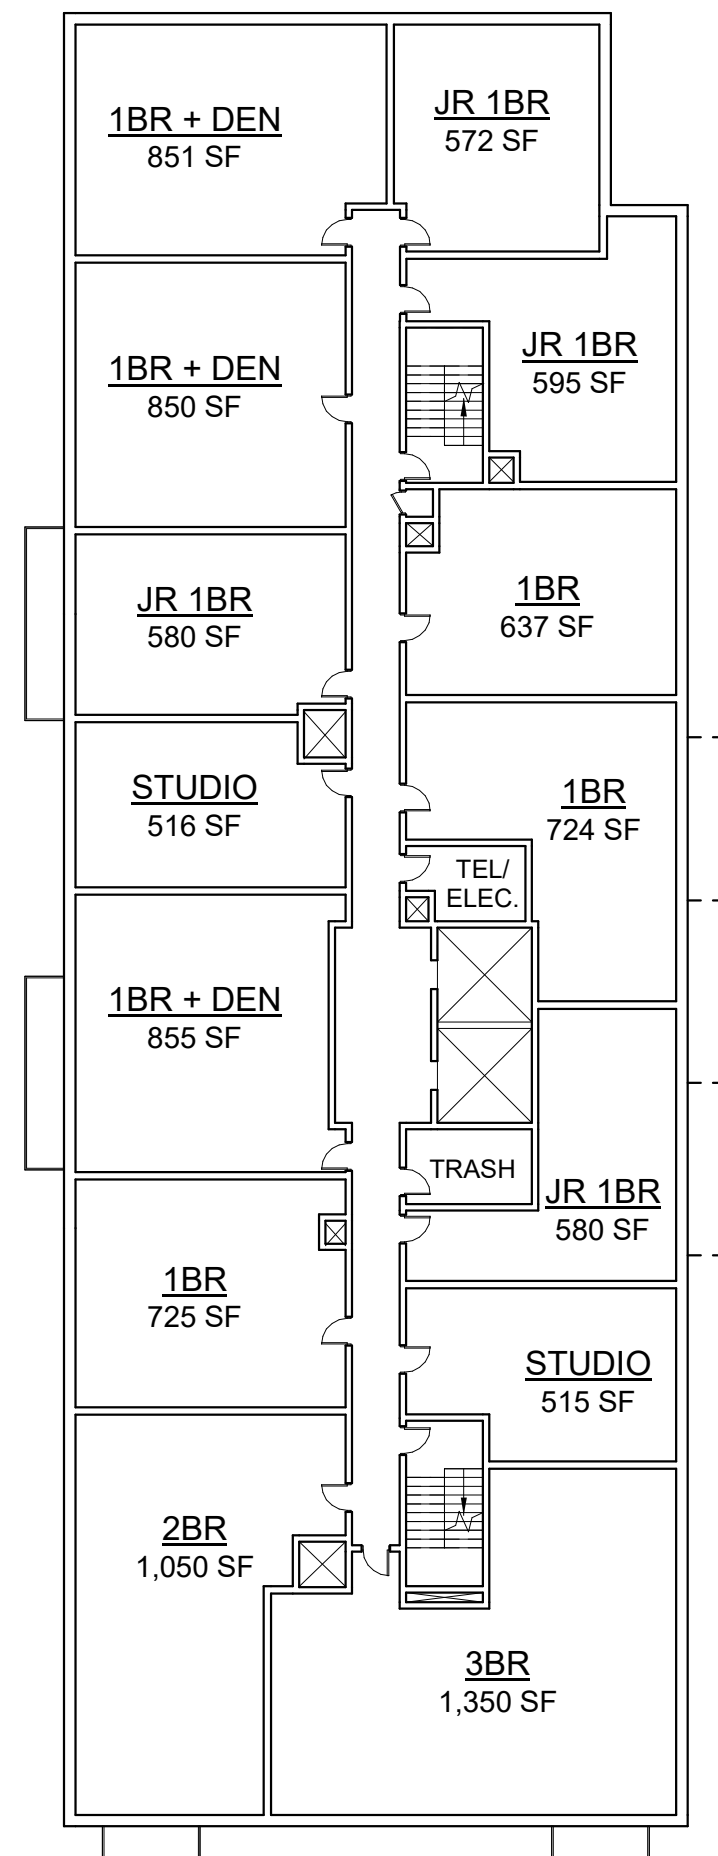 1BR + DEN
851 SF
JR 1BR
572 SF
1BR + DEN
850 SF
JR 1BR
595 SF
JR 1BR
580 SF
1BR
637 SF
STUDIO
516 SF
1BR
724 SF
TEL/
ELEC.
1BR + DEN
855 SF
TRASH
JR 1BR
580 SF
1BR
725 SF
STUDIO
515 SF
2BR
1,050 SF
3BR
1,350 SF